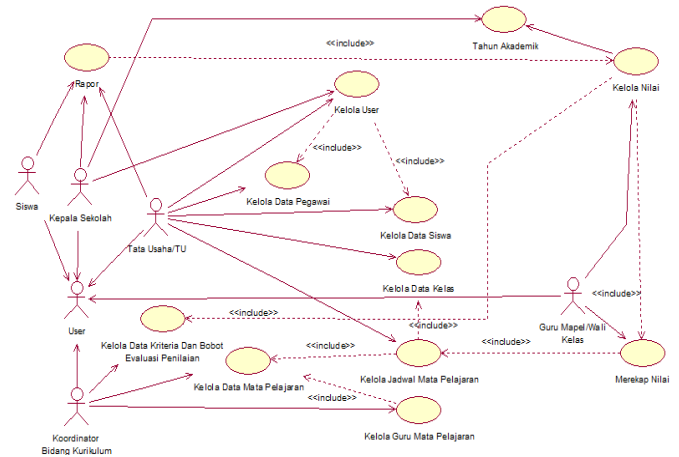 <<include>>
Tahun Akademik
Rapor
Kelola Nilai
Kelola User
<<include>>
<<include>>
Siswa
Kepala Sekolah
Kelola Data Pegawai
Tata Usaha/TU
Kelola Data Siswa
Kelola Data Kelas
<<include>>
<<include>>
User
Guru Mapel/Wali
Kelas
<<include>>
Kelola Data Kriteria Dan Bobot
Evaluasi Penilaian
<<include>>
<<include>>
Kelola Data Mata Pelajaran
Kelola Jadwal Mata Pelajaran
Merekap Nilai
<<include>>
Kelola Guru Mata Pelajaran
Koordinator
Bidang Kurikulum